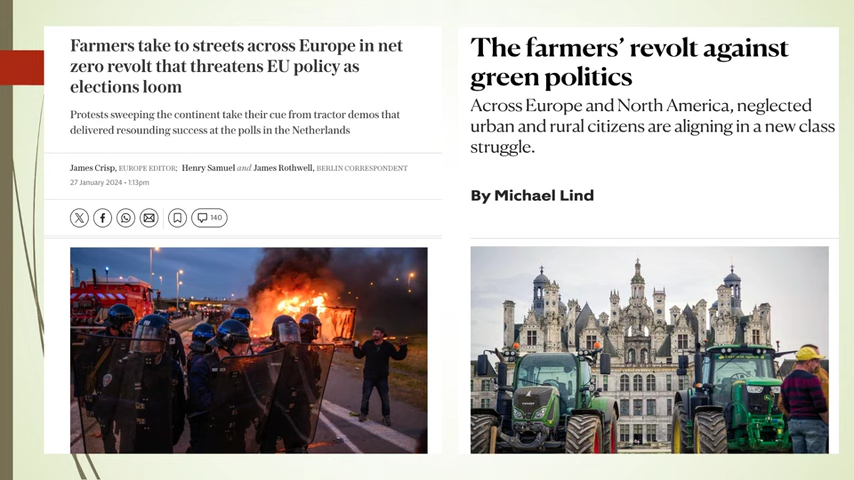 Farmers take to streets across Europe in net
zero revolt that threatens EU policy as
elections loom
Protests sweeping the continent take their cue from tractor demos that
delivered resounding success at the polls in the Netherlands
James Crisp, EUROPE EDITOR; Henry Samuel and James Rothwell, BERLIN CORRESPONDENT
27 January 2024 • 1:13pm
140
The farmers’ revolt against
green politics
Across Europe and North America, neglected
urban and rural citizens are aligning in a new class
struggle.
By Michael Lind